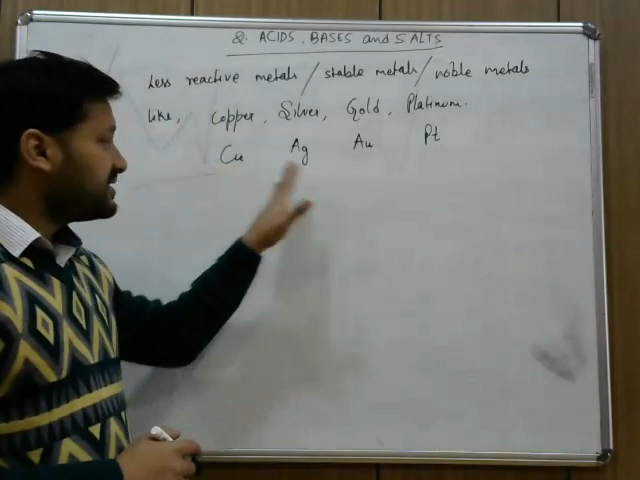 2. ACIDS, BASES and SALTS
Less reactive metals / stable metals / noble metals
Like, Copper, Silver, Gold, Platinum.
Cu Ag Au Pt